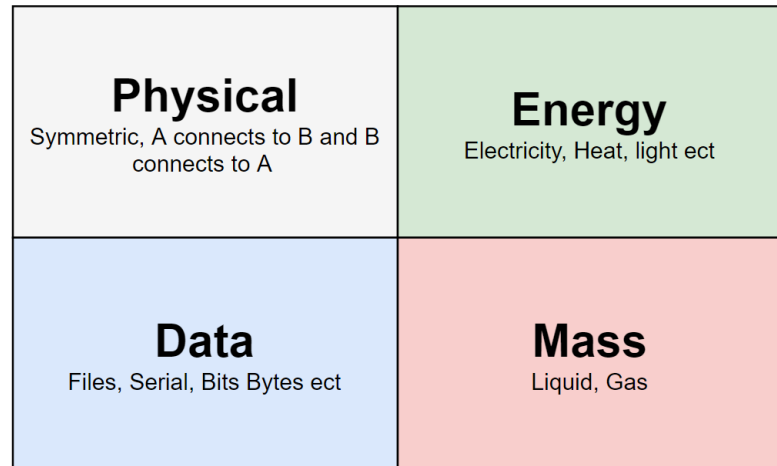 Physical
Symmetric, A connects to B and B
connects to A
Energy
Electricity, Heat, light ect
Data
Files, Serial, Bits Bytes ect
Mass
Liquid, Gas